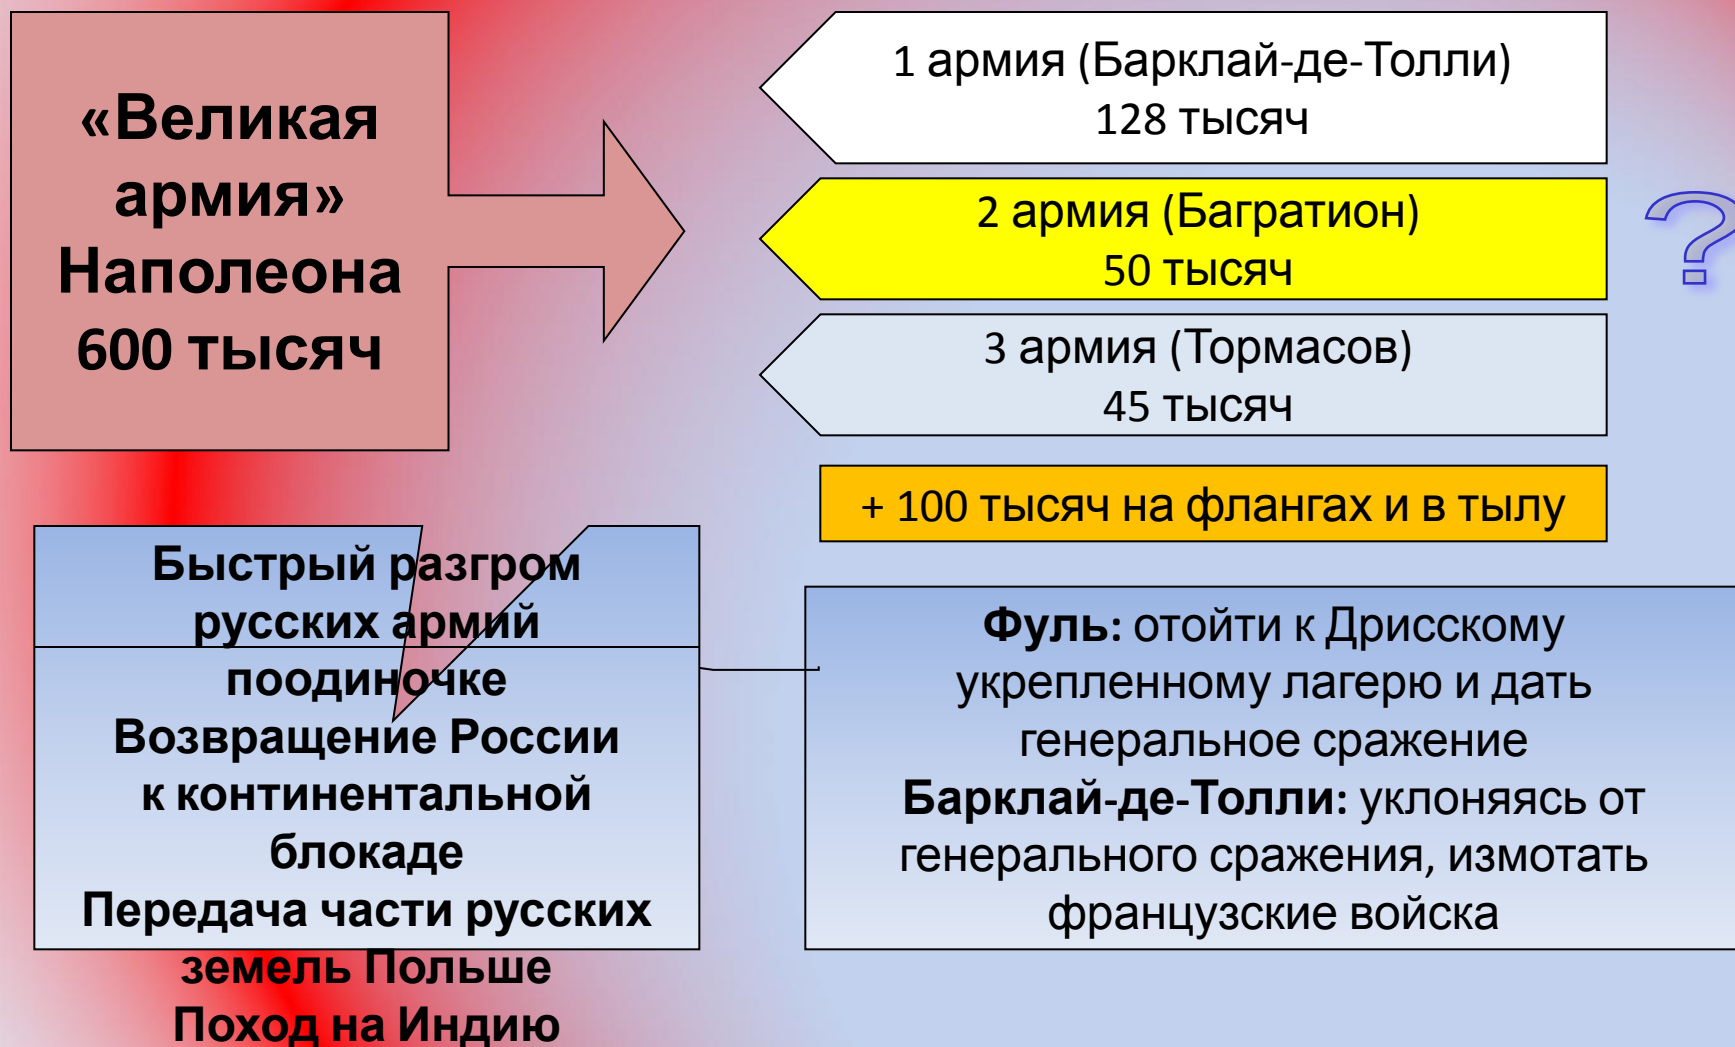 «Великая
армия»
Наполеона
600 тысяч
1 армия (Барклай-де-Толли)
128 тысяч
2 армия (Багратион)
50 тысяч
?
3 армия (Тормасов)
45 тысяч
+ 100 тысяч на флангах и в тылу
Быстрый разгром
русских армий
поодиночке
Возвращение России
к континентальной
блокаде
Передача части русских
земель Польше
Поход на Индию
Фуль: отойти к Дрисскому
укрепленному лагерю и дать
генеральное сражение
Барклай-де-Толли: уклоняясь от
генерального сражения, измотать
французские войска